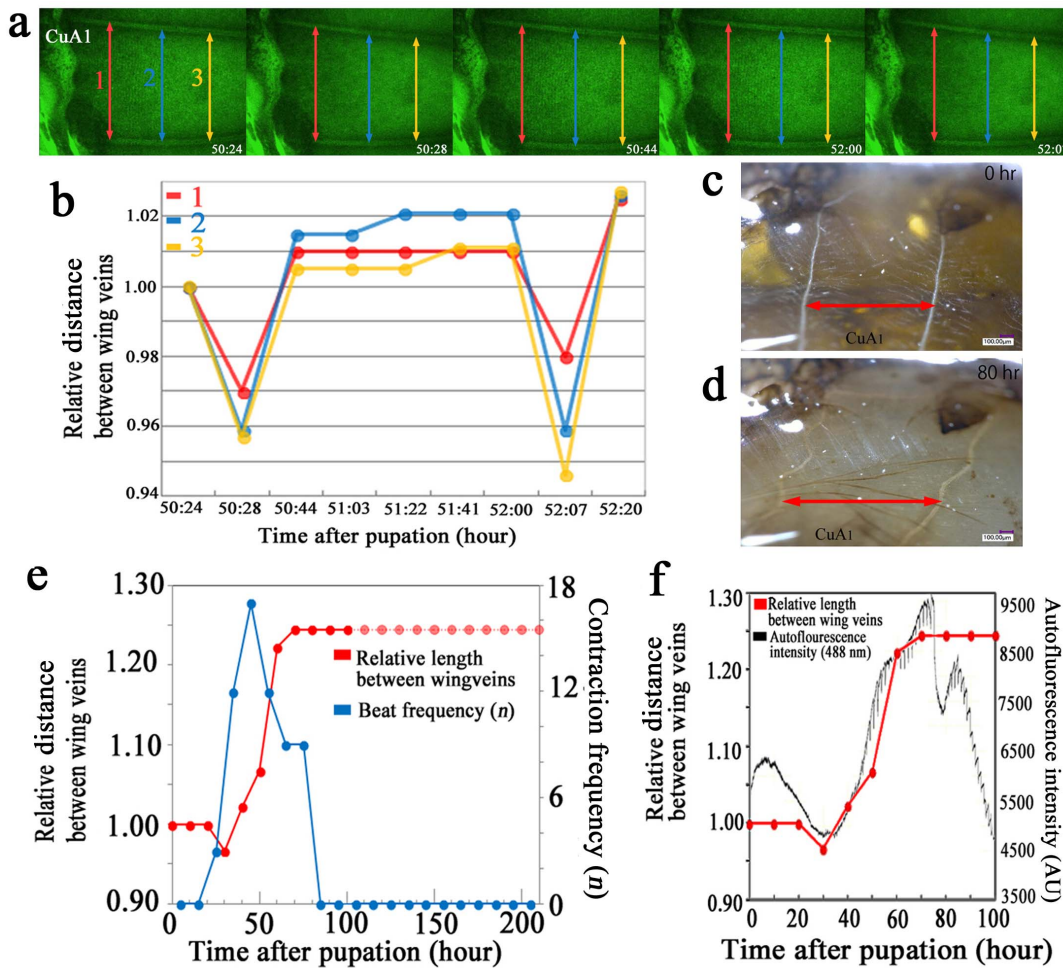 a
CuA1
1
2
3
50:24
50:28
50:44
52:00
52:0
b
1
2
3
Relative distance
between wing veins
1.02
1.00
0.98
0.96
0.94
50:24
50:28
50:44
51:03
51:22
51:41
52:00
52:07
52:20
Time after pupation (hour)
c
0 hr
CuA1
100.00μm
d
80 hr
CuA1
100.00μm
e
Relative distance
between wing veins
1.30
1.20
1.10
1.00
0.90
18
12
6
0
Contraction frequency (n)
Relative length
between wingveins
Beat frequency (n)
0
50
100
150
200
Time after pupation (hour)
f
Relative distance
between wing veins
1.30
1.20
1.10
1.00
0.90
Relative length
between wing veins
Autoflourescence
intensity (488 nm)
9500
8500
7500
6500
5500
4500
3500
Autofluorescence intensity (AU)
0
20
40
60
80
100
Time after pupation (hour)